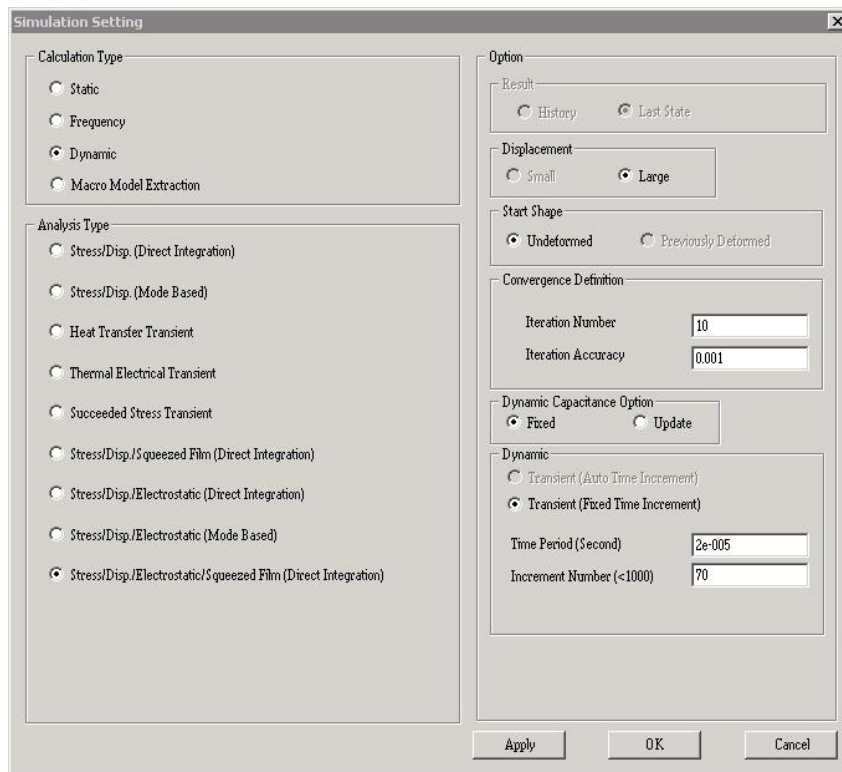 Simulation Setting
Calculation Type
Static
Frequency
Dynamic
Macro Model Extraction
Analysis Type
Stress/Disp. (Direct Integration)
Stress/Disp. (Mode Based)
Heat Transfer Transient
Thermal Electrical Transient
Succeeded Stress Transient
Stress/Disp./Squeezed Film (Direct Integration)
Stress/Disp./Electrostatic (Direct Integration)
Stress/Disp./Electrostatic (Mode Based)
Stress/Disp./Electrostatic/Squeezed Film (Direct Integration)
Option
Result
History Last State
Displacement
Small Large
Start Shape
Undeformed Previously Deformed
Convergence Definition
Iteration Number 10
Iteration Accuracy 0.001
Dynamic Capacitance Option
Fixed Update
Dynamic
Transient (Auto Time Increment)
Transient (Fixed Time Increment)
Time Period (Second) 2e-005
Increment Number (<1000) 70
Apply OK Cancel